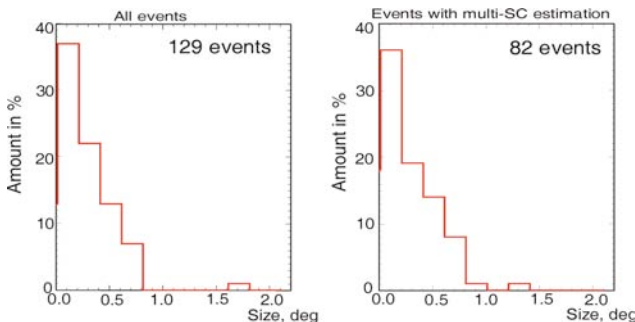 All events
129 events
Amount in %
40
30
20
10
0
0.0 0.5 1.0 1.5 2.0
Size, deg
Events with multi-SC estimation
82 events
Amount in %
40
30
20
10
0
0.0 0.5 1.0 1.5 2.0
Size, deg